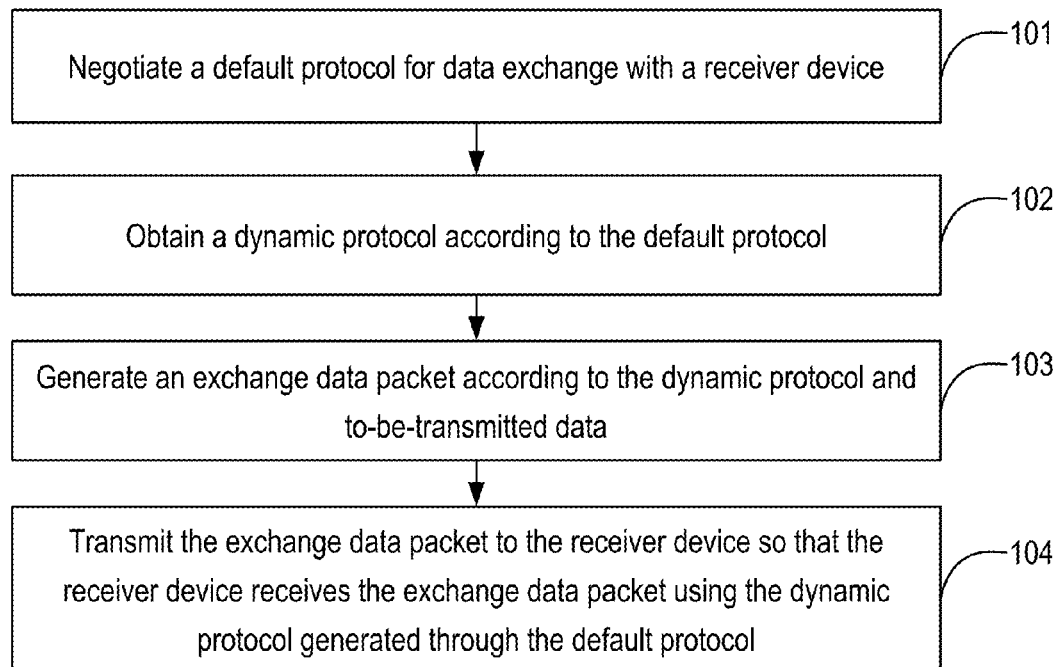 Negotiate a default protocol for data exchange with a receiver device
101
Obtain a dynamic protocol according to the default protocol
102
Generate an exchange data packet according to the dynamic protocol and
to-be-transmitted data
103
Transmit the exchange data packet to the receiver device so that the
receiver device receives the exchange data packet using the dynamic
protocol generated through the default protocol
104